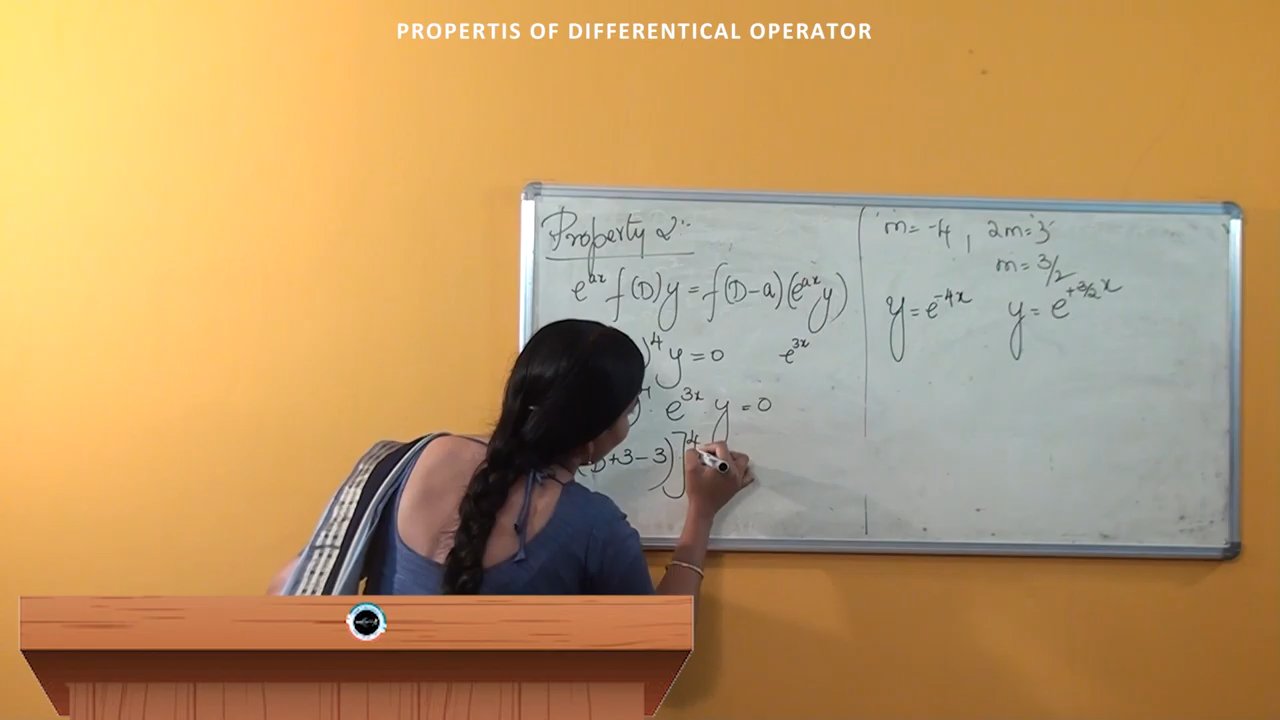 PROPERTIS OF DIFFERENTICAL OPERATOR
Property 2:-
e^{ax} f(D)y = f(D-a)(e^{ax}y)
)^4 y = 0 e^{3x}
e^{3x} y = 0
D+3-3)]^4
m = -4, 2m = 3
m = 3/2
y = e^{-4x} y = e^{+3/2 x}